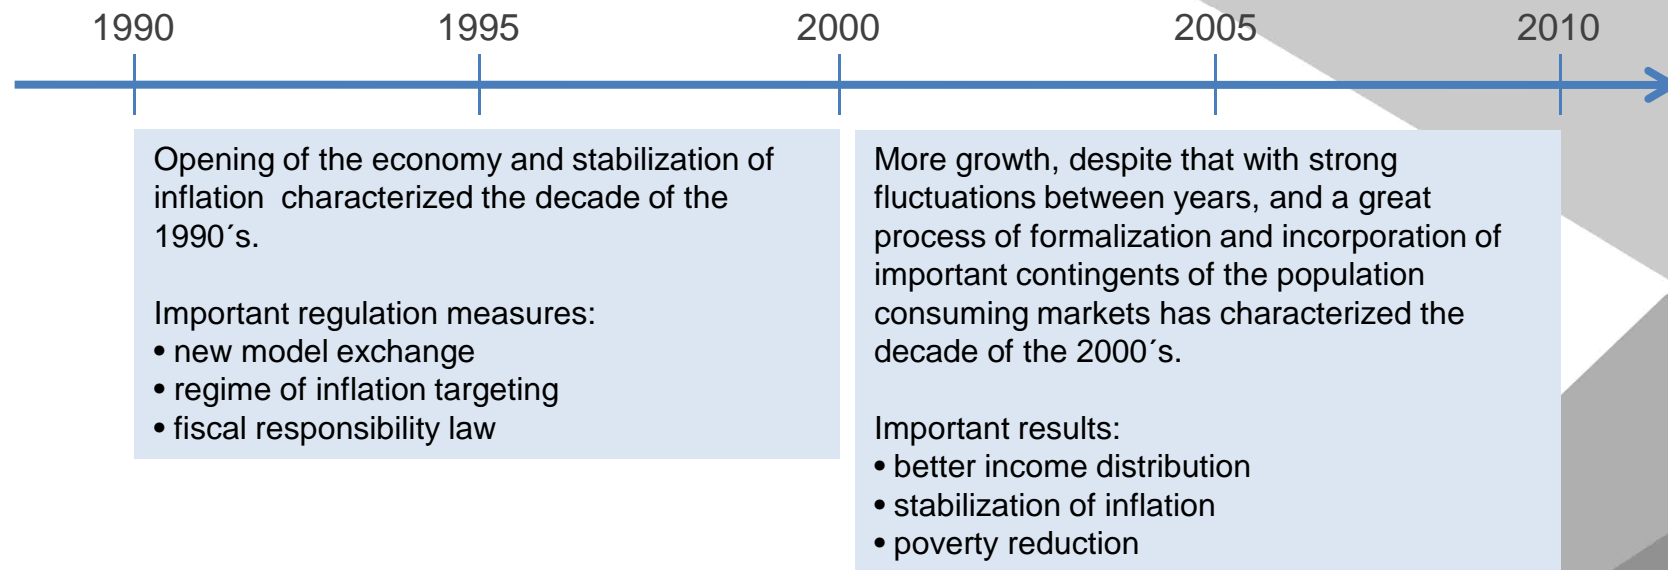 1990 1995 2000 2005 2010
Opening of the economy and stabilization of
inflation  characterized the decade of the
1990´s.
Important regulation measures:
• new model exchange
• regime of inflation targeting
• fiscal responsibility law
More growth, despite that with strong
fluctuations between years, and a great
process of formalization and incorporation of
important contingents of the population
consuming markets has characterized the
decade of the 2000´s.
Important results:
• better income distribution
• stabilization of inflation
• poverty reduction